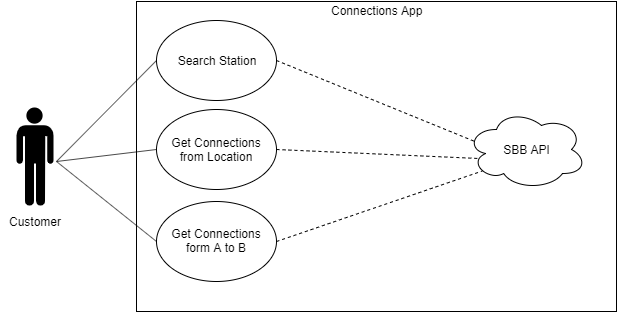 Connections App
Search Station
Get Connections
from Location
SBB API
Customer
Get Connections
form A to B